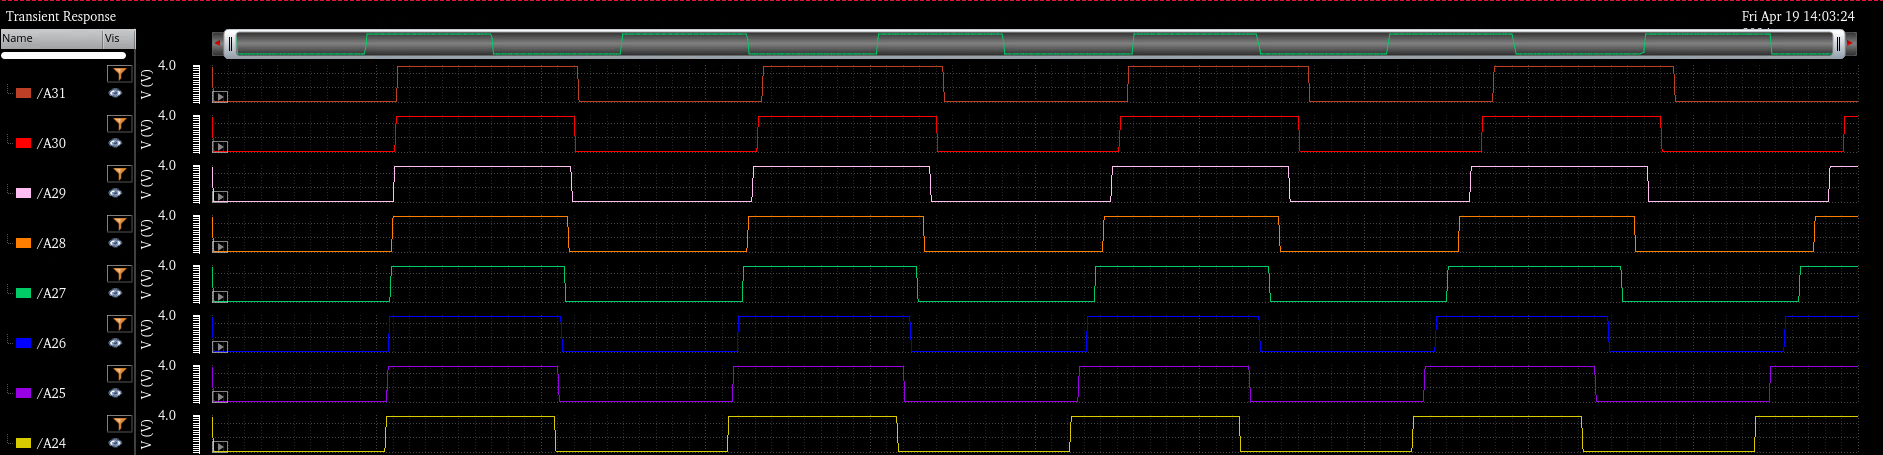 Transient Response
Fri Apr 19 14:03:24
Name Vis
/A31 V (V) 4.0
/A30 V (V) 4.0
/A29 V (V) 4.0
/A28 V (V) 4.0
/A27 V (V) 4.0
/A26 V (V) 4.0
/A25 V (V) 4.0
/A24 V (V) 4.0